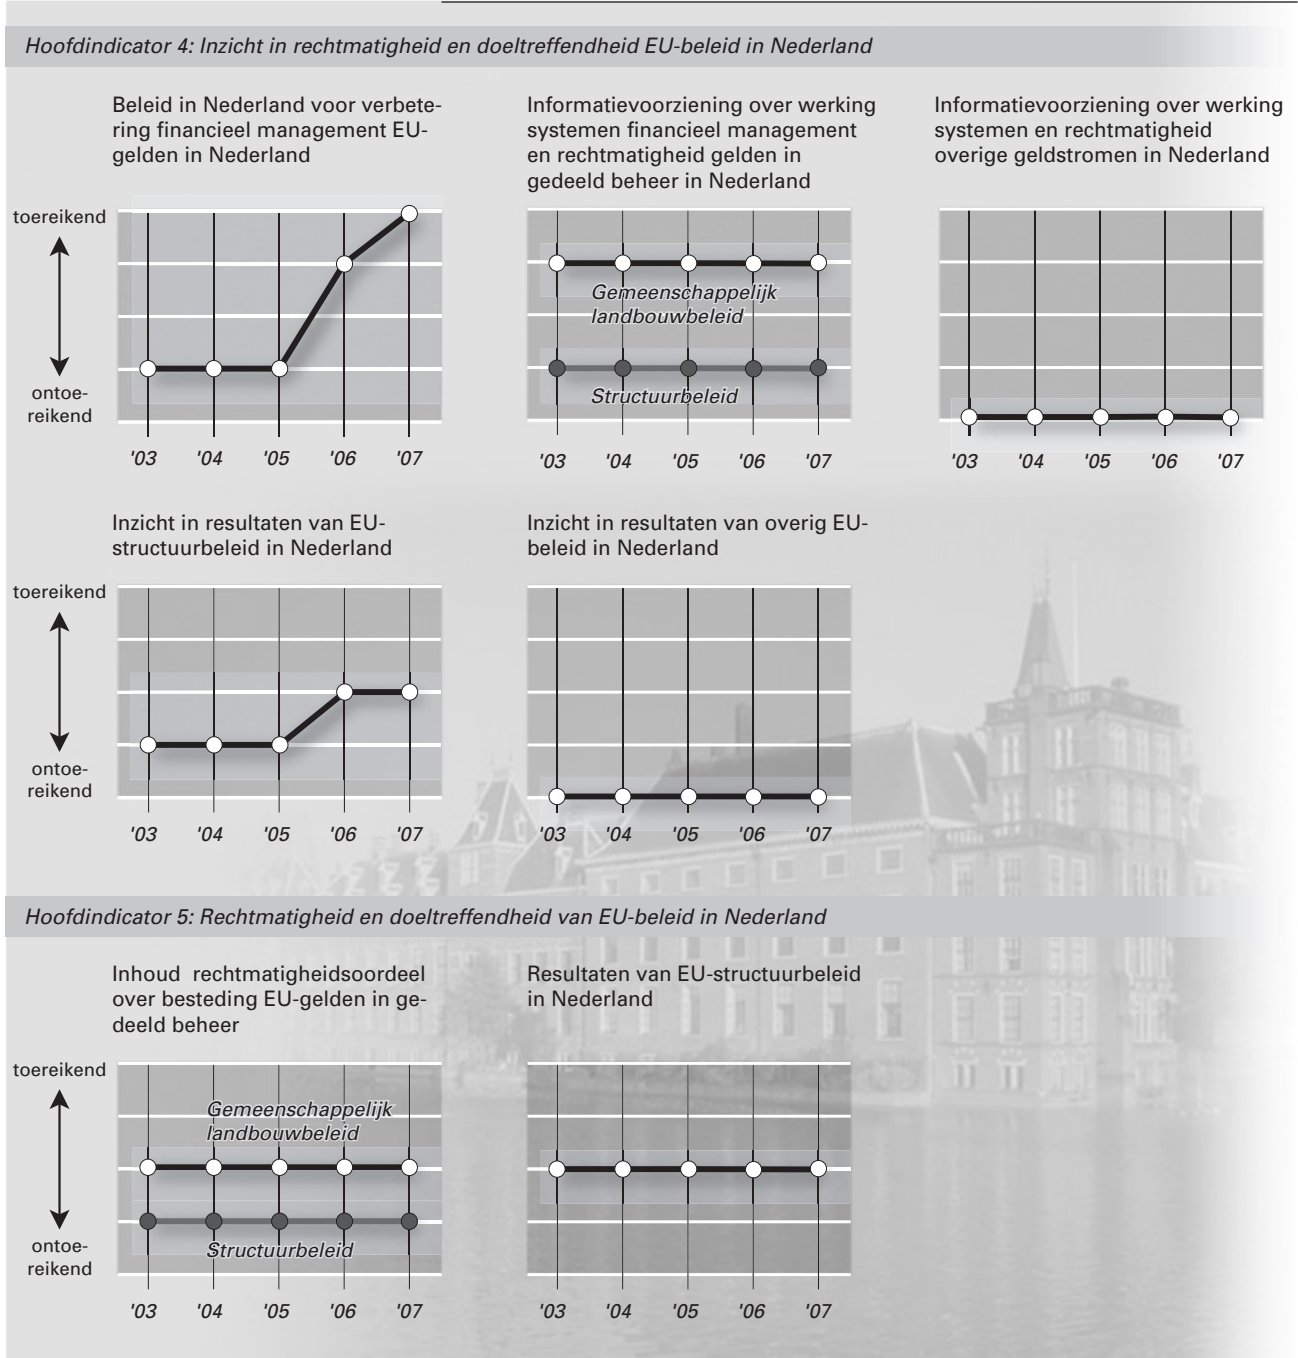 Hoofdindicator 4: Inzicht in rechtmatigheid en doeltreffendheid EU-beleid in Nederland
Beleid in Nederland voor verbete-
ring financieel management EU-
gelden in Nederland
toereikend
ontoe-
reikend
'03 '04 '05 '06 '07
Informatievoorziening over werking
systemen financieel management
en rechtmatigheid gelden in
gedeeld beheer in Nederland
Gemeenschappelijk
landbouwbeleid
Structuurbeleid
'03 '04 '05 '06 '07
Informatievoorziening over werking
systemen en rechtmatigheid
overige geldstromen in Nederland
'03 '04 '05 '06 '07
Inzicht in resultaten van EU-
structuurbeleid in Nederland
toereikend
ontoe-
reikend
'03 '04 '05 '06 '07
Inzicht in resultaten van overig EU-
beleid in Nederland
'03 '04 '05 '06 '07
Hoofdindicator 5: Rechtmatigheid en doeltreffendheid van EU-beleid in Nederland
Inhoud rechtmatigheidsoordeel
over besteding EU-gelden in ge-
deeld beheer
toereikend
ontoe-
reikend
Gemeenschappelijk
landbouwbeleid
Structuurbeleid
'03 '04 '05 '06 '07
Resultaten van EU-structuurbeleid
in Nederland
'03 '04 '05 '06 '07